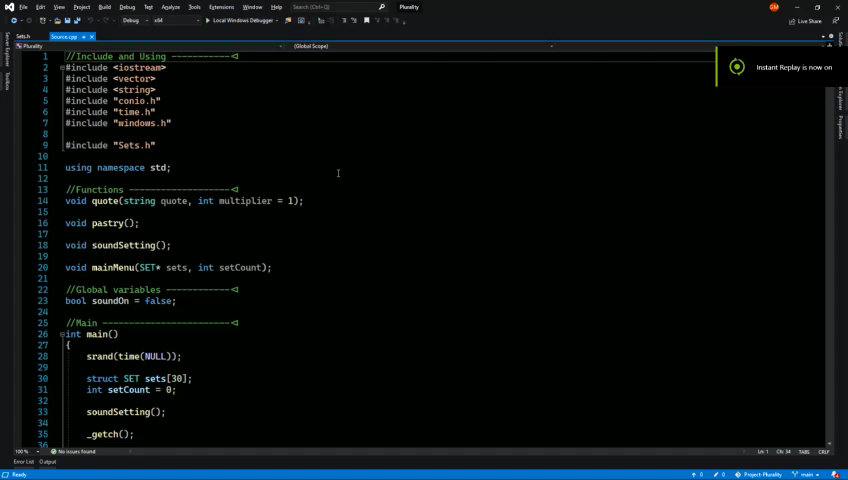 File Edit View Project Build Debug Test Analyze Tools Extensions Window Help Search (Ctrl+Q) Plurality GM
Debug x64 Local Windows Debugger Live Share
Sets.h Source.cpp
Plurality (Global Scope)
Server Explorer
Toolbox
Properties
Instant Replay is now on
1 //Include and Using -----------⊲
2 #include <iostream>
3 #include <vector>
4 #include <string>
5 #include "conio.h"
6 #include "time.h"
7 #include "windows.h"
8
9 #include "Sets.h"
10
11 using namespace std;
12
13 //Functions -------------------⊲
14 void quote(string quote, int multiplier = 1);
15
16 void pastry();
17
18 void soundSetting();
19
20 void mainMenu(SET* sets, int setCount);
21
22 //Global variables ------------⊲
23 bool soundOn = false;
24
25 //Main ------------------------⊲
26 int main()
27 {
28 srand(time(NULL));
29
30 struct SET sets[30];
31 int setCount = 0;
32
33 soundSetting();
34
35 _getch();
36
100 % No issues found Ln: 1 Ch: 34 TABS CRLF
Error List Output
Ready 0 0 Project-Plurality main